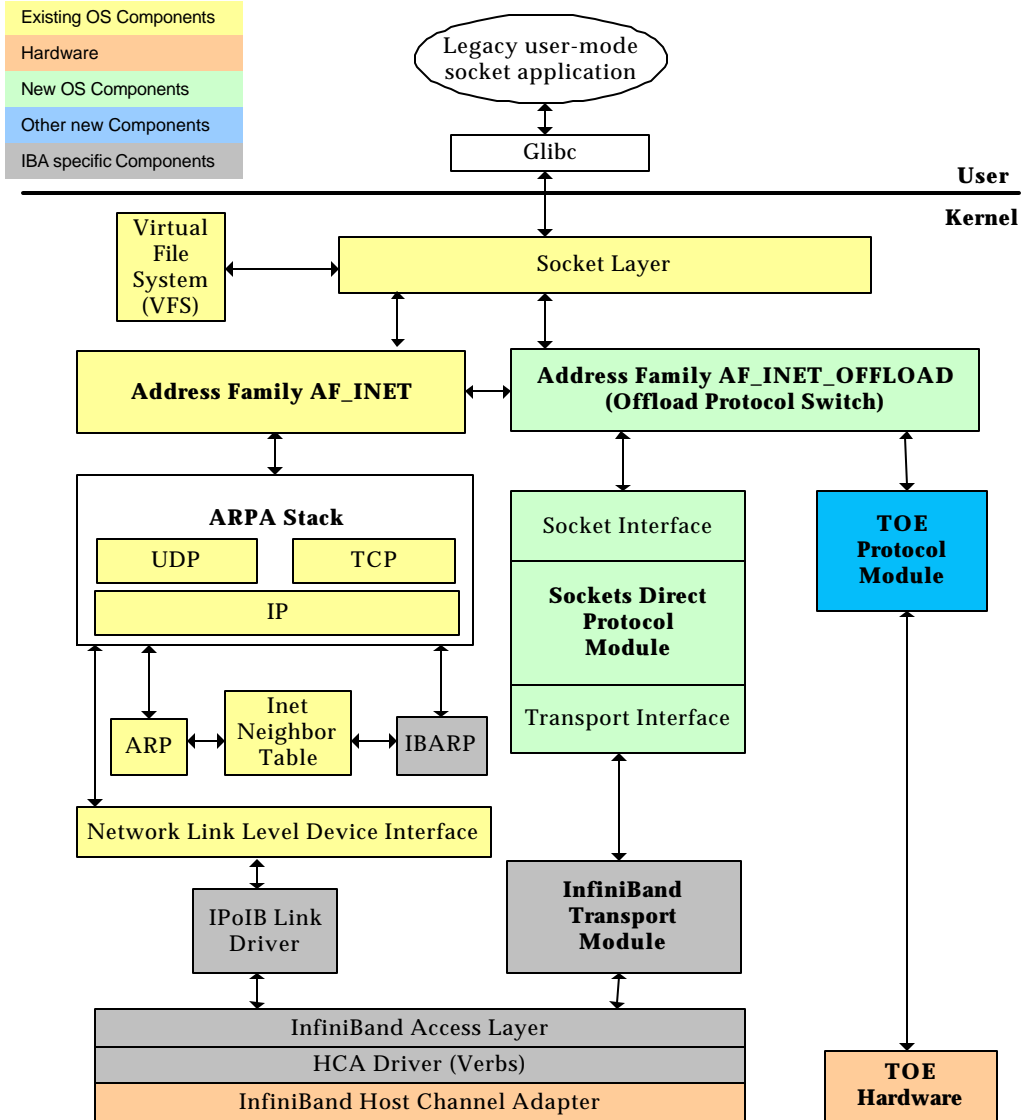 Existing OS Components
Hardware
New OS Components
Other new Components
IBA specific Components
Legacy user-mode
socket application
Glibc
User
Kernel
Virtual
File
System
(VFS)
Socket Layer
Address Family AF_INET
Address Family AF_INET_OFFLOAD
(Offload Protocol Switch)
ARPA Stack
UDP
TCP
IP
Socket Interface
Sockets Direct
Protocol
Module
Transport Interface
TOE
Protocol
Module
ARP
Inet
Neighbor
Table
IBARP
Network Link Level Device Interface
IPoIB Link
Driver
InfiniBand
Transport
Module
InfiniBand Access Layer
HCA Driver (Verbs)
InfiniBand Host Channel Adapter
TOE
Hardware